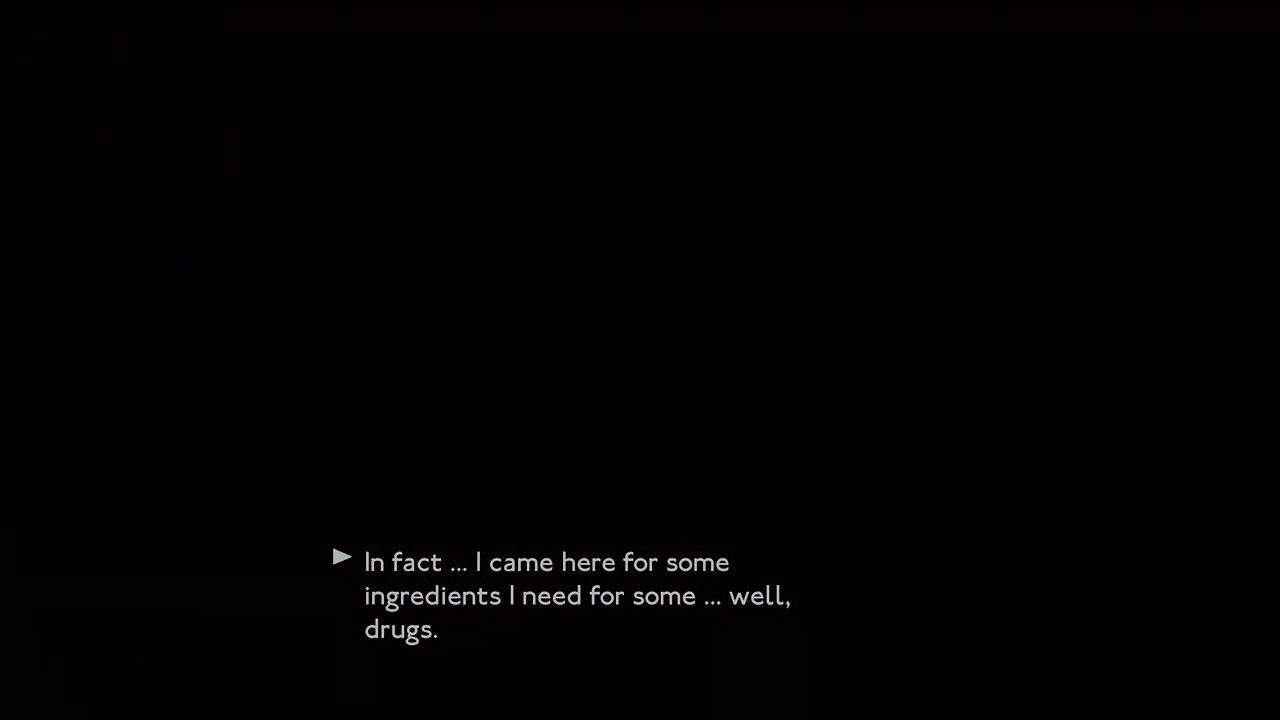 In fact ... I came here for some
ingredients I need for some ... well,
drugs.